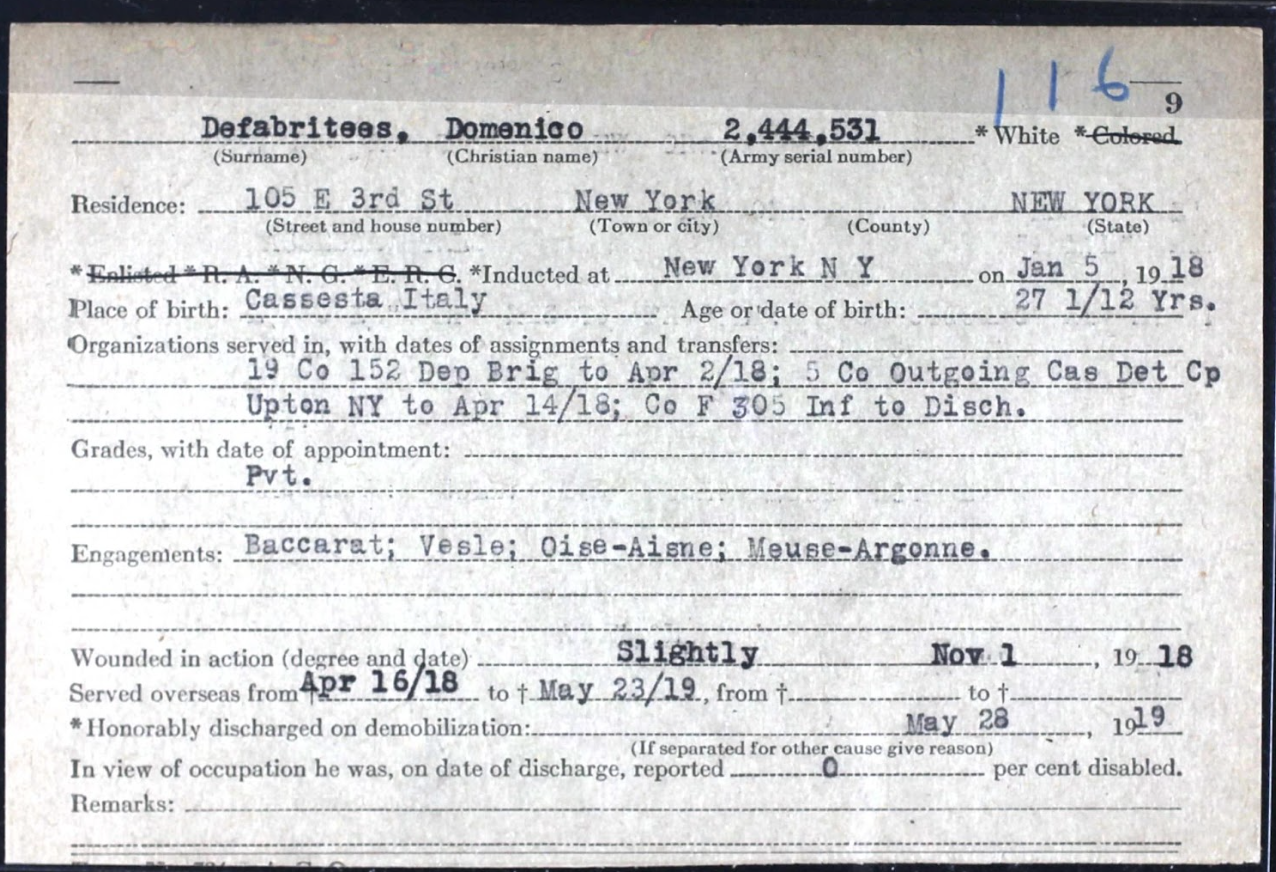 116
9
Defabritees, Domenico 2,444,531 *White *Colored.
(Surname) (Christian name) (Army serial number)
Residence: 105 E 3rd St New York NEW YORK
(Street and house number) (Town or city) (County) (State)
*Enlisted *R. A. *N. G. *E. R. C. *Inducted at New York N Y on Jan 5, 1918
Place of birth: Cassesta Italy Age or date of birth: 27 1/12 Yrs.
Organizations served in, with dates of assignments and transfers:
19 Co 152 Dep Brig to Apr 2/18; 5 Co Outgoing Cas Det Cp
Upton NY to Apr 14/18; Co F 305 Inf to Disch.
Grades, with date of appointment:
Pvt.
Engagements: Baccarat; Vesle; Oise-Aisne; Meuse-Argonne.
Wounded in action (degree and date) Slightly Nov 1, 1918
Served overseas from Apr 16/18 to † May 23/19, from † to †
*Honorably discharged on demobilization: May 28, 1919
(If separated for other cause give reason)
In view of occupation he was, on date of discharge, reported 0 per cent disabled.
Remarks: